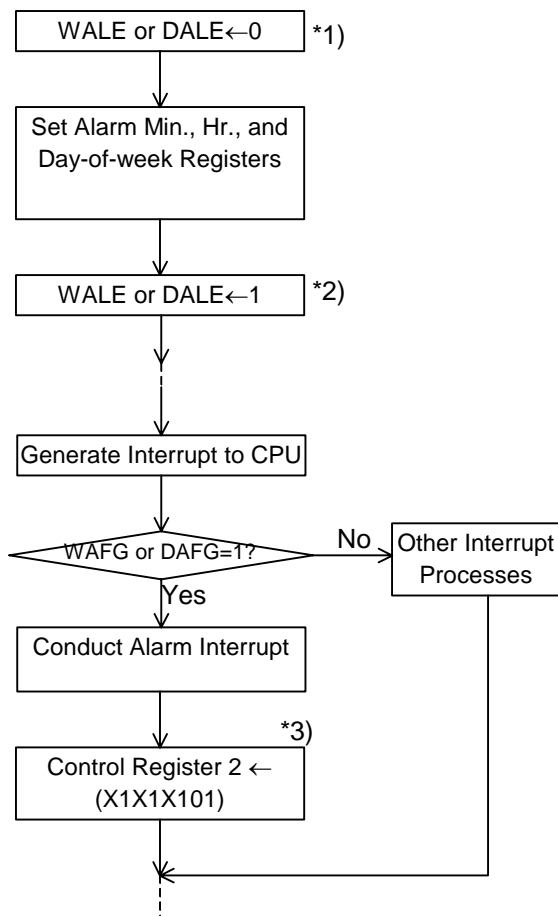 WALE or DALE←0
*1)
Set Alarm Min., Hr., and
Day-of-week Registers
WALE or DALE←1
*2)
Generate Interrupt to CPU
WAFG or DAFG=1?
No
Other Interrupt
Processes
Yes
Conduct Alarm Interrupt
*3)
Control Register 2 ←
(X1X1X101)